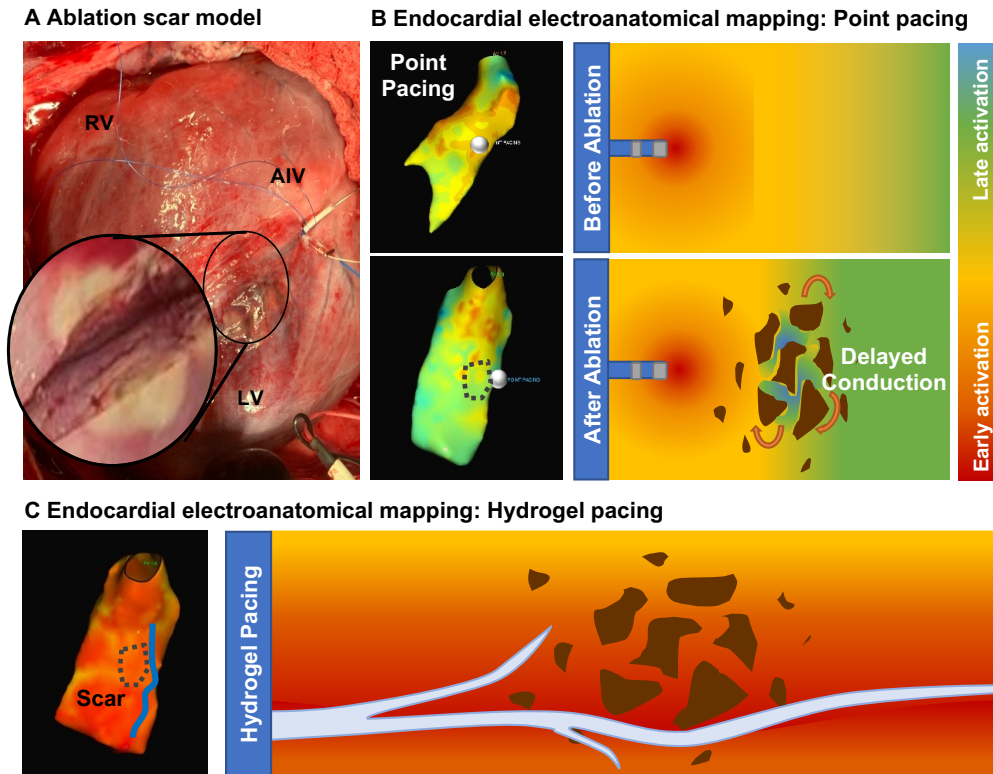 A Ablation scar model
RV
AIV
LV
B Endocardial electroanatomical mapping: Point pacing
Point
Pacing
Before Ablation
After Ablation
Delayed
Conduction
Late activation
Early activation
C Endocardial electroanatomical mapping: Hydrogel pacing
Scar
Hydrogel Pacing